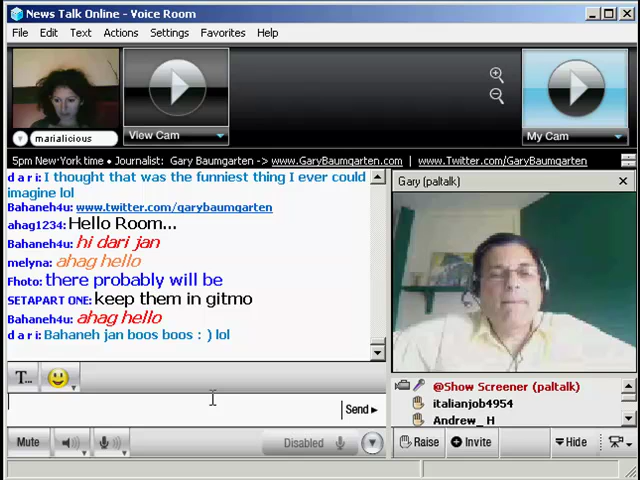 News Talk Online - Voice Room
File Edit Text Actions Settings Favorites Help
marialicious
View Cam
My Cam
5pm New York time • Journalist: Gary Baumgarten -> www.GaryBaumgarten.com | www.Twitter.com/GaryBaumgarten
d a r i: I thought that was the funniest thing I ever could
imagine lol
Bahaneh4u: www.twitter.com/garybaumgarten
ahag1234: Hello Room...
Bahaneh4u: hi dari jan
melyna: ahag hello
Fhoto: there probably will be
SETAPART ONE: keep them in gitmo
Bahaneh4u: ahag hello
d a r i: Bahaneh jan boos boos : ) lol
Gary (paltalk)
T...
Send
@Show Screener (paltalk)
italianjob4954
Andrew_ H
Mute
Disabled
Raise
Invite
Hide